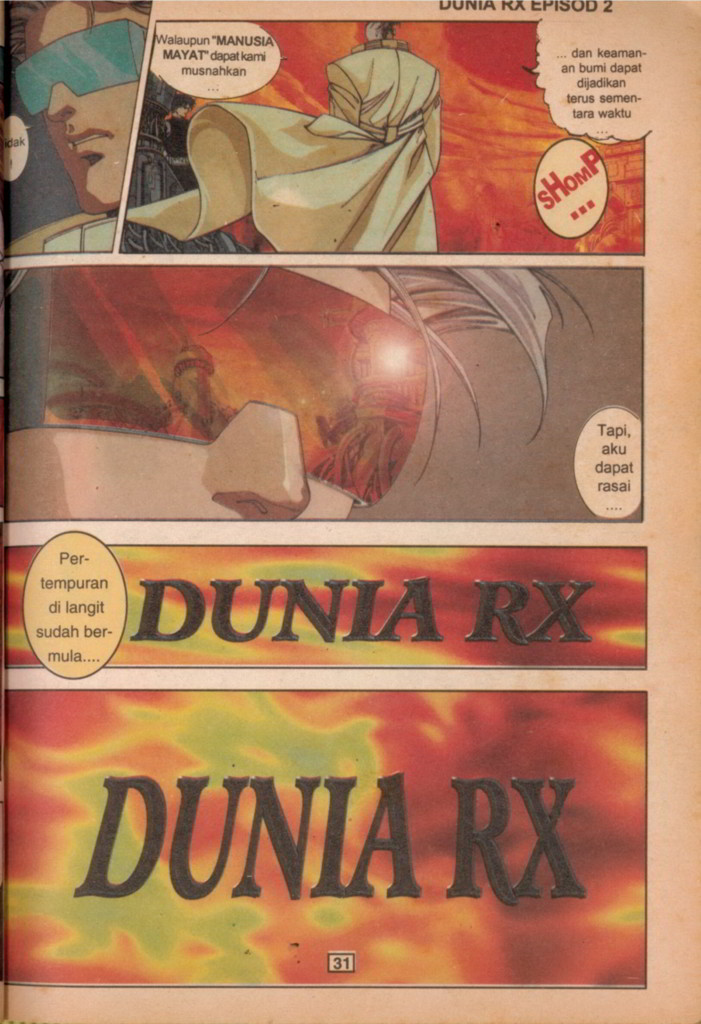 DUNIA RX EPISOD 2
Walaupun "MANUSIA
MAYAT" dapat kami
musnahkan
...
... dan keaman-
an bumi dapat
dijadikan
terus semen-
tara waktu
...
dak
!
SHOMP
...
Tapi,
aku
dapat
rasai
....
Per-
tempuran
di langit
sudah ber-
mula....
DUNIA RX
DUNIA RX
31